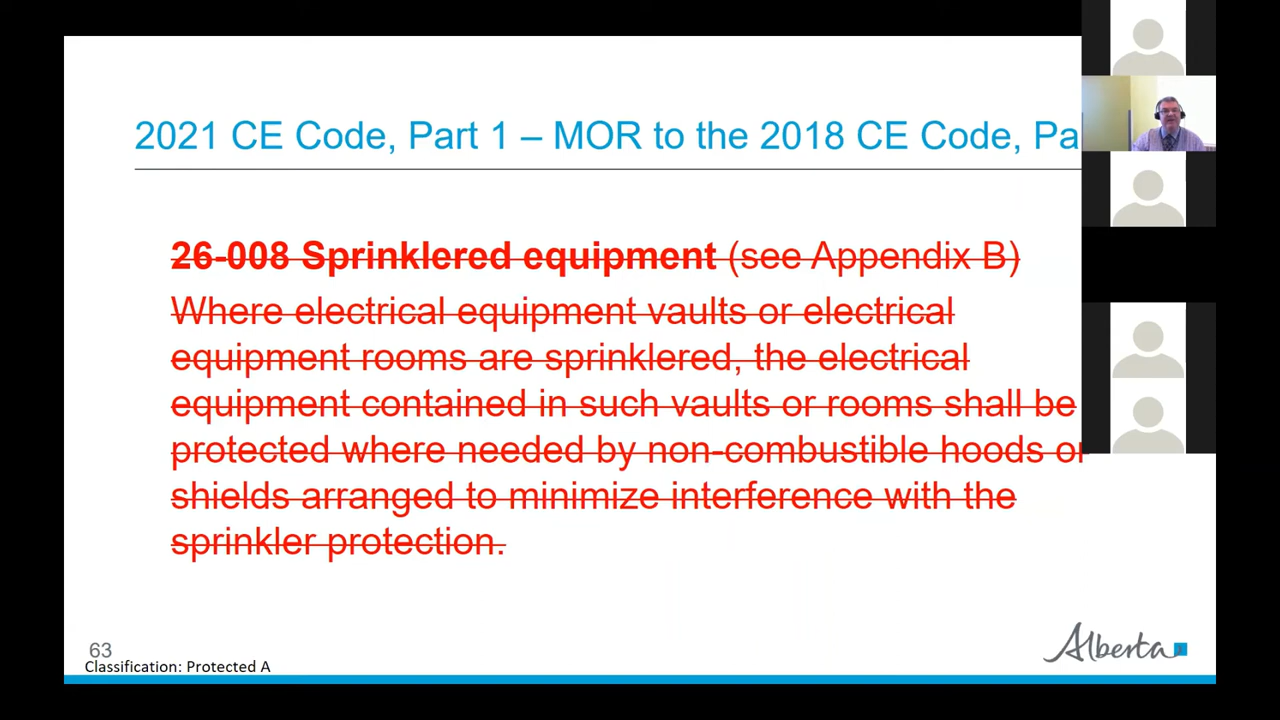 2021 CE Code, Part 1 – MOR to the 2018 CE Code, Pa
26-008 Sprinklered equipment (see Appendix B)
Where electrical equipment vaults or electrical
equipment rooms are sprinklered, the electrical
equipment contained in such vaults or rooms shall be
protected where needed by non-combustible hoods or
shields arranged to minimize interference with the
sprinkler protection.
63
Classification: Protected A
Alberta